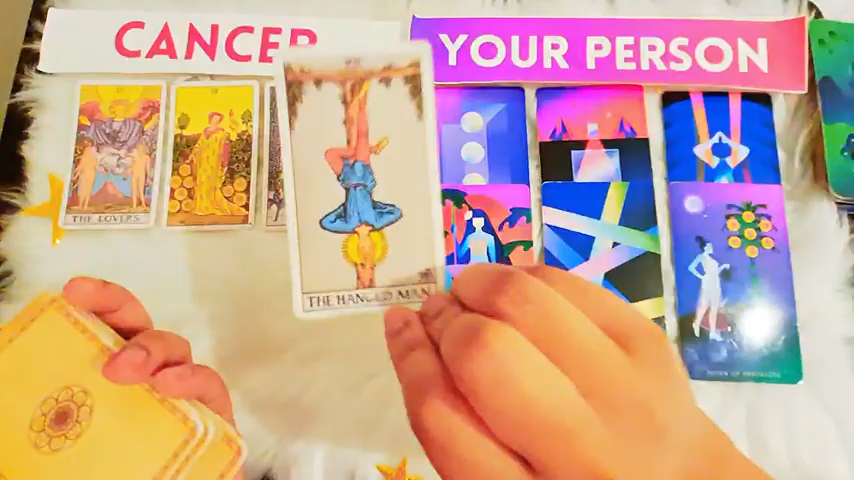 CANCER
YOUR PERSON
THE LOVERS.
THE HANGED MAN.